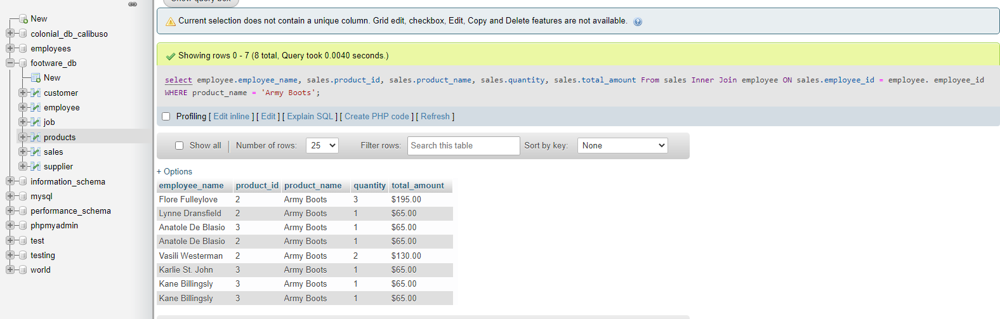 Show query box
New
colonial_db_calibuso
employees
footware_db
New
customer
employee
job
products
sales
supplier
information_schema
mysql
performance_schema
phpmyadmin
test
testing
world
Current selection does not contain a unique column. Grid edit, checkbox, Edit, Copy and Delete features are not available.
Showing rows 0 - 7 (8 total, Query took 0.0040 seconds.)
select employee.employee_name, sales.product_id, sales.product_name, sales.quantity, sales.total_amount From sales Inner Join employee ON sales.employee_id = employee. employee_id
WHERE product_name = 'Army Boots';
Profiling [ Edit inline ] [ Edit ] [ Explain SQL ] [ Create PHP code ] [ Refresh ]
Show all | Number of rows: 25 Filter rows: Search this table Sort by key: None
+ Options
employee_name product_id product_name quantity total_amount
Flore Fulleylove 2 Army Boots 3 $195.00
Lynne Dransfield 2 Army Boots 1 $65.00
Anatole De Blasio 3 Army Boots 1 $65.00
Anatole De Blasio 2 Army Boots 1 $65.00
Vasili Westerman 2 Army Boots 2 $130.00
Karlie St. John 3 Army Boots 1 $65.00
Kane Billingsly 3 Army Boots 1 $65.00
Kane Billingsly 3 Army Boots 1 $65.00